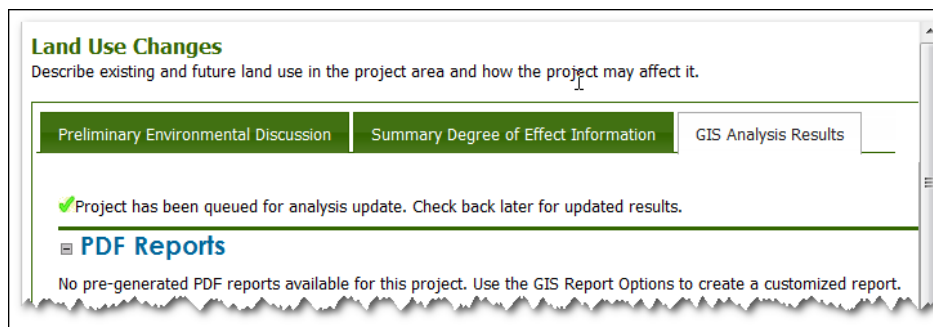 Land Use Changes
Describe existing and future land use in the project area and how the project may affect it.
Preliminary Environmental Discussion
Summary Degree of Effect Information
GIS Analysis Results
Project has been queued for analysis update. Check back later for updated results.
PDF Reports
No pre-generated PDF reports available for this project. Use the GIS Report Options to create a customized report.